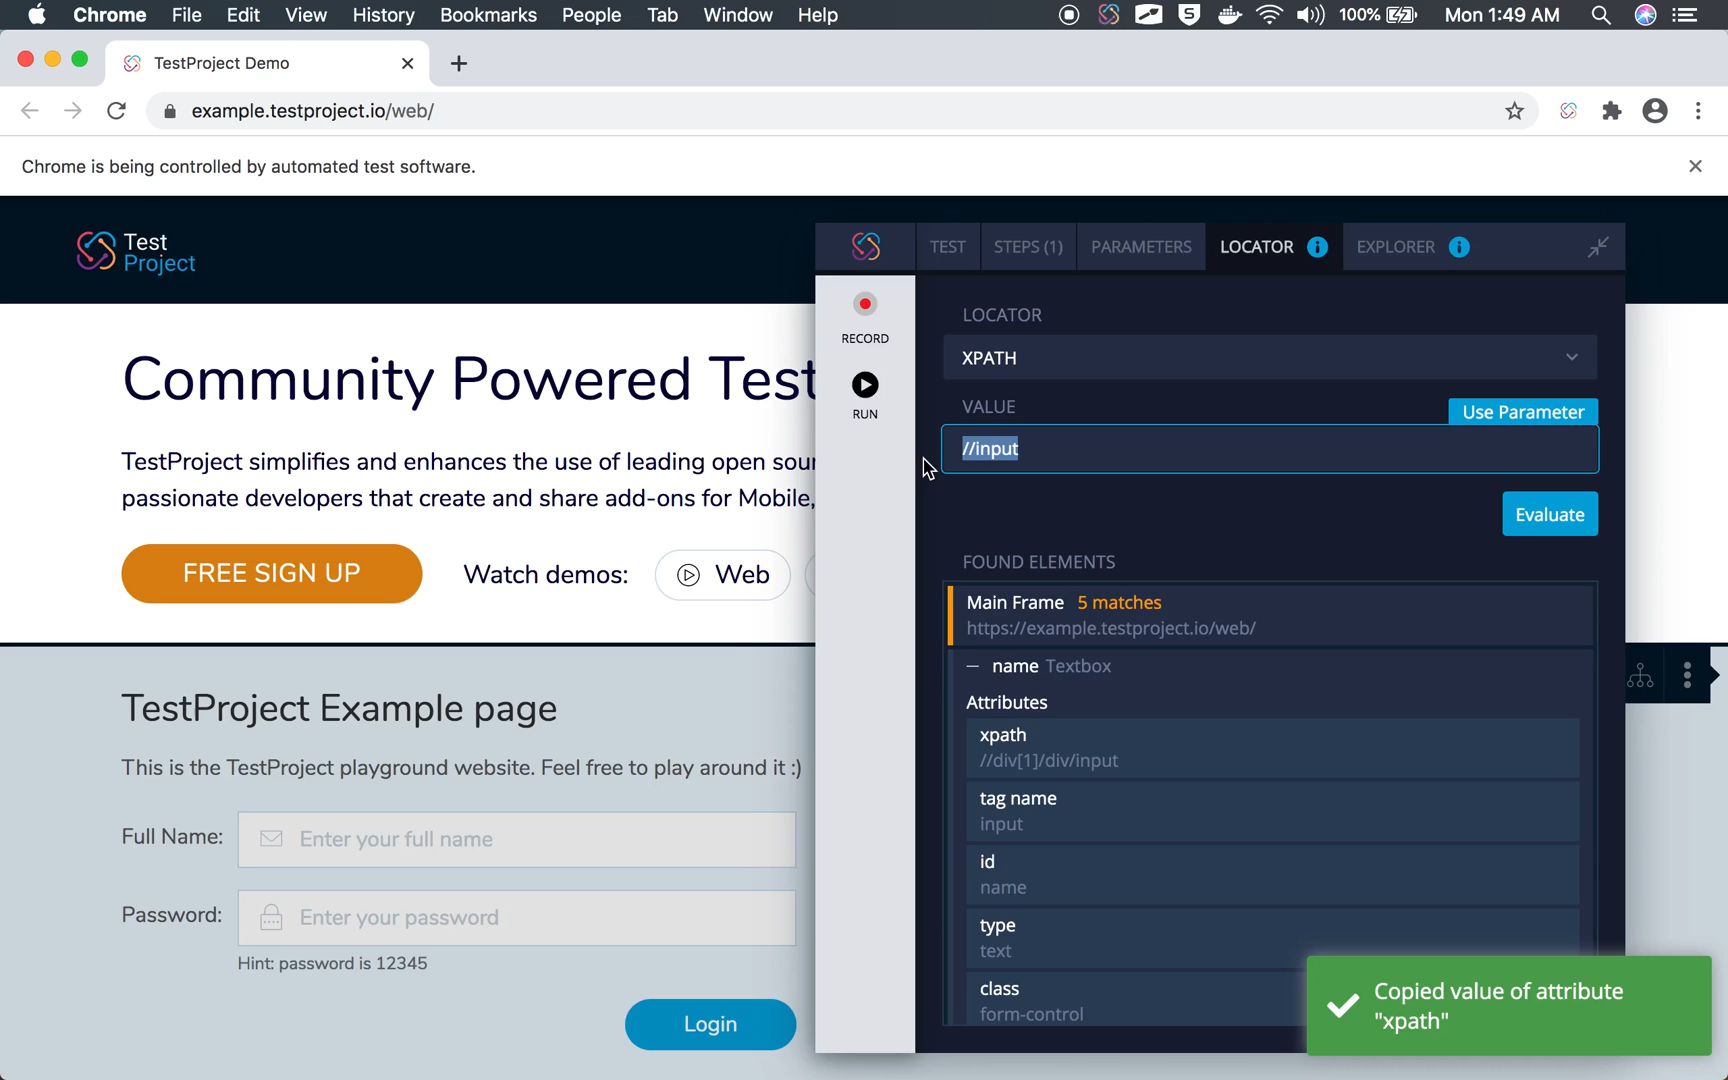 Chrome File Edit View History Bookmarks People Tab Window Help 100% Mon 1:49 AM
TestProject Demo
example.testproject.io/web/
Chrome is being controlled by automated test software.
Test
Project
TEST STEPS (1) PARAMETERS LOCATOR EXPLORER
RECORD
RUN
LOCATOR
XPATH
VALUE
Use Parameter
//input
Evaluate
FOUND ELEMENTS
Main Frame 5 matches
https://example.testproject.io/web/
name Textbox
Attributes
xpath
//div[1]/div/input
tag name
input
id
name
type
text
class
form-control
Copied value of attribute
"xpath"
Community Powered Test
TestProject simplifies and enhances the use of leading open sour
passionate developers that create and share add-ons for Mobile,
FREE SIGN UP
Watch demos:
Web
TestProject Example page
This is the TestProject playground website. Feel free to play around it :)
Full Name:
Enter your full name
Password:
Enter your password
Hint: password is 12345
Login